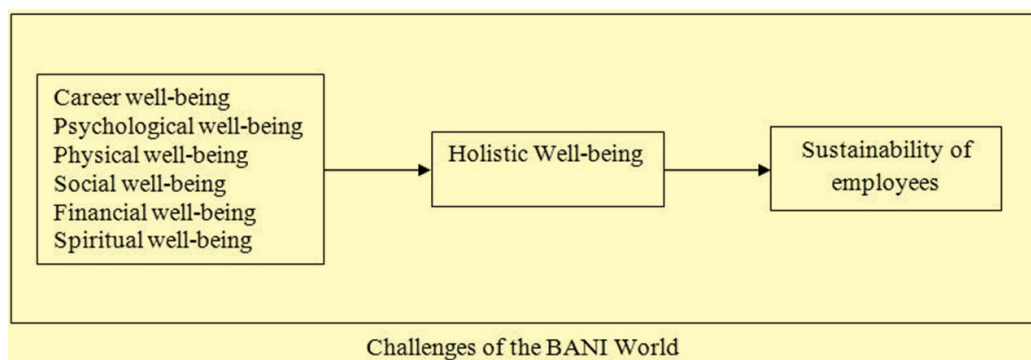 Career well-being
Psychological well-being
Physical well-being
Social well-being
Financial well-being
Spiritual well-being
Holistic Well-being
Sustainability of
employees
Challenges of the BANI World